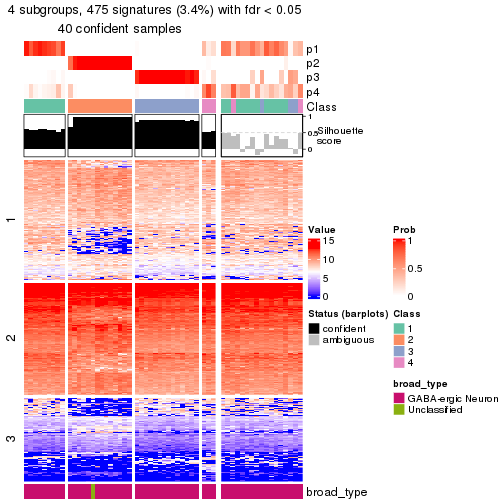 4 subgroups, 475 signatures (3.4%) with fdr < 0.05
40 confident samples
p1
p2
p3
p4
Class
1
0.5
0
Silhouette
score
1
2
3
broad_type
Value
15
10
5
0
Prob
1
0.5
0
Status (barplots)
confident
ambiguous
Class
1
2
3
4
broad_type
GABA-ergic Neuron
Unclassified